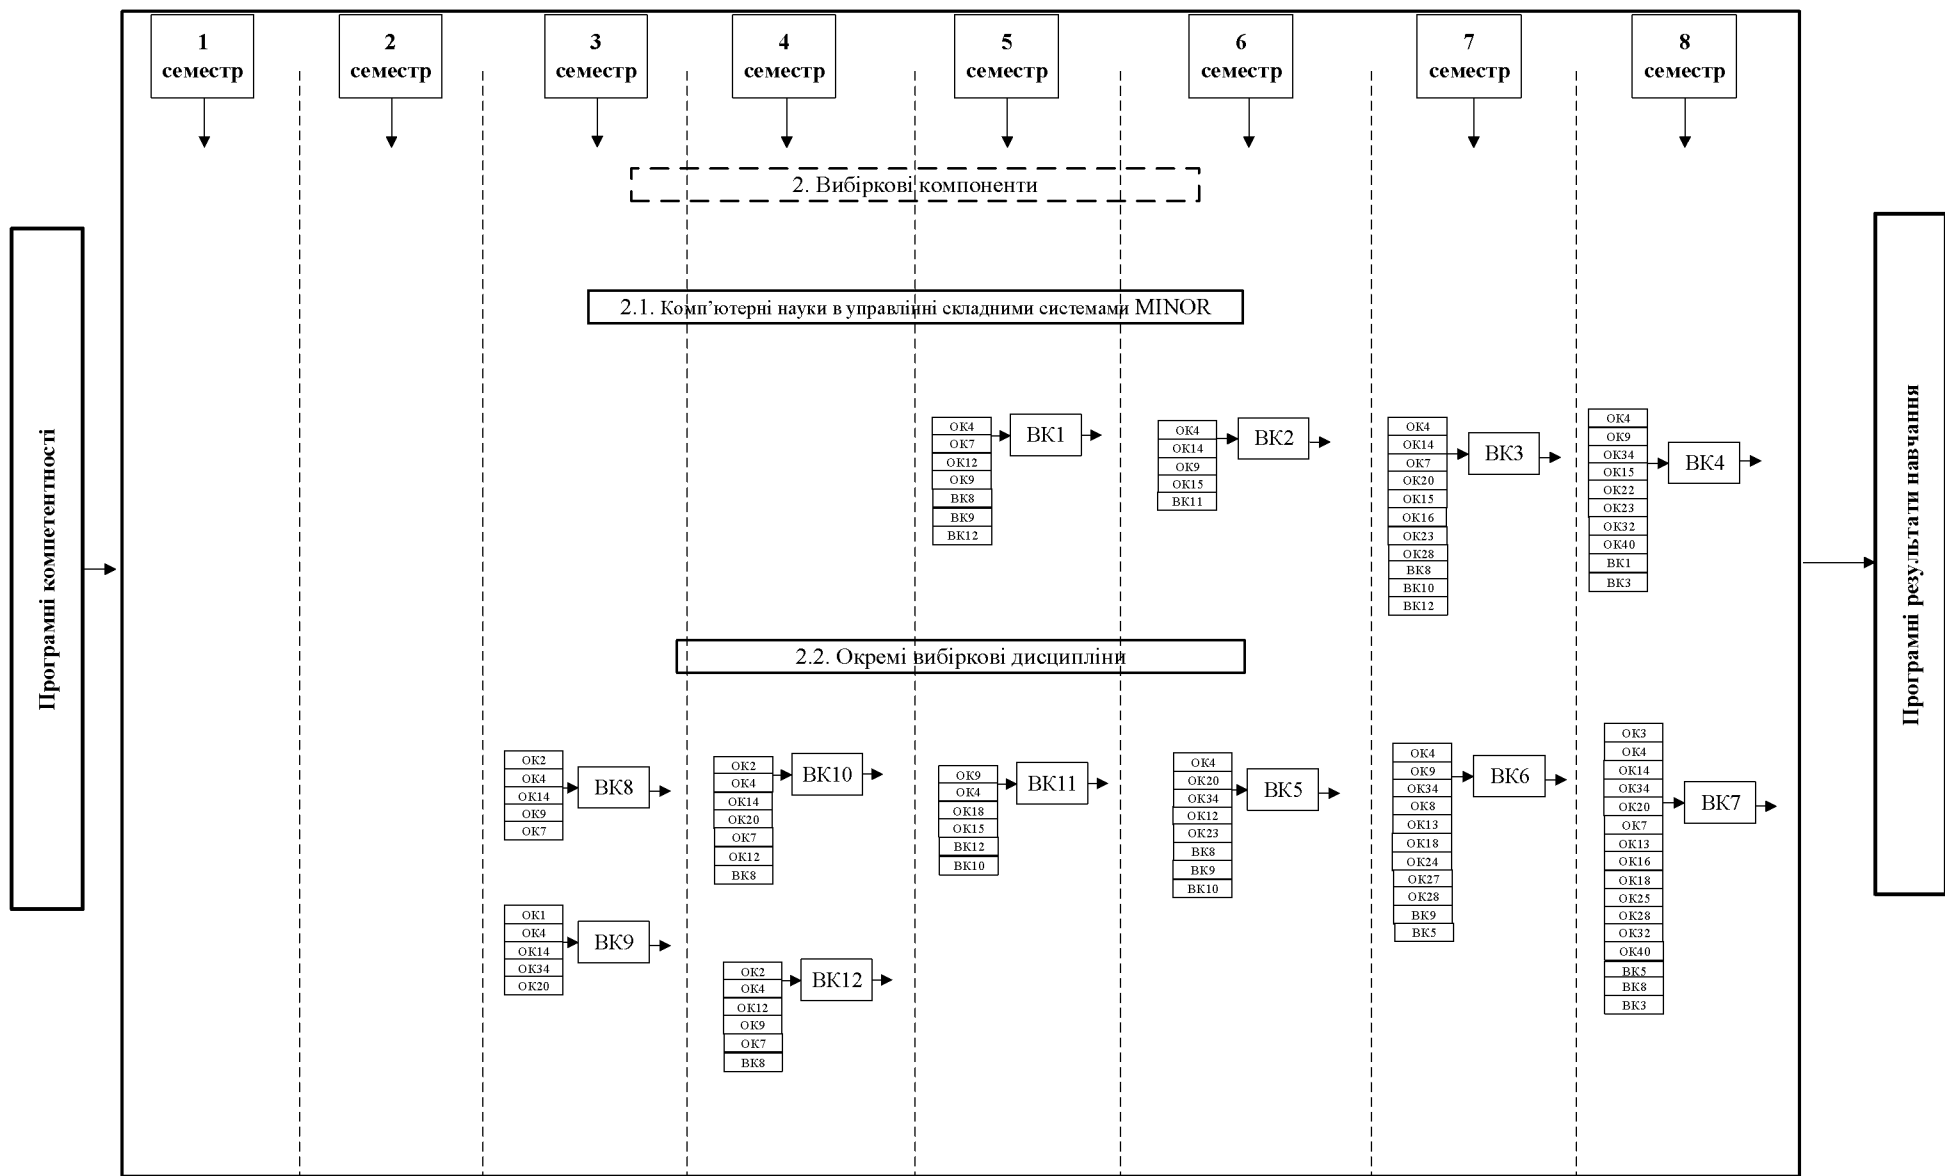 1
семестр
2
семестр
3
семестр
4
семестр
5
семестр
6
семестр
7
семестр
8
семестр
2. Вибіркові компоненти
Програмні компетентності
Програмні результати навчання
2.1. Комп’ютерні науки в управлінні складними системами MINOR
ОК4
ОК7
ОК12
ОК9
ВК8
ВК9
ВК12
ВК1
ОК4
ОК14
ОК9
ОК15
ВК11
ВК2
ОК4
ОК14
ОК7
ОК20
ОК15
ОК16
ОК23
ОК28
ВК8
ВК10
ВК12
ВК3
ОК4
ОК9
ОК34
ОК15
ОК22
ОК23
ОК32
ОК40
ВК1
ВК3
ВК4
2.2. Окремі вибіркові дисципліни
ОК2
ОК4
ОК14
ОК9
ОК7
ВК8
ОК1
ОК4
ОК14
ОК34
ОК20
ВК9
ОК2
ОК4
ОК14
ОК20
ОК7
ОК12
ВК8
ВК10
ОК2
ОК4
ОК12
ОК9
ОК7
ВК8
ВК12
ОК9
ОК4
ОК18
ОК15
ВК12
ВК10
ВК11
ОК4
ОК20
ОК34
ОК12
ОК23
ВК8
ВК9
ВК10
ВК5
ОК4
ОК9
ОК34
ОК8
ОК13
ОК18
ОК24
ОК27
ОК28
ВК9
ВК5
ВК6
ОК3
ОК4
ОК14
ОК34
ОК20
ОК7
ОК13
ОК16
ОК18
ОК25
ОК28
ОК32
ОК40
ВК5
ВК8
ВК3
ВК7